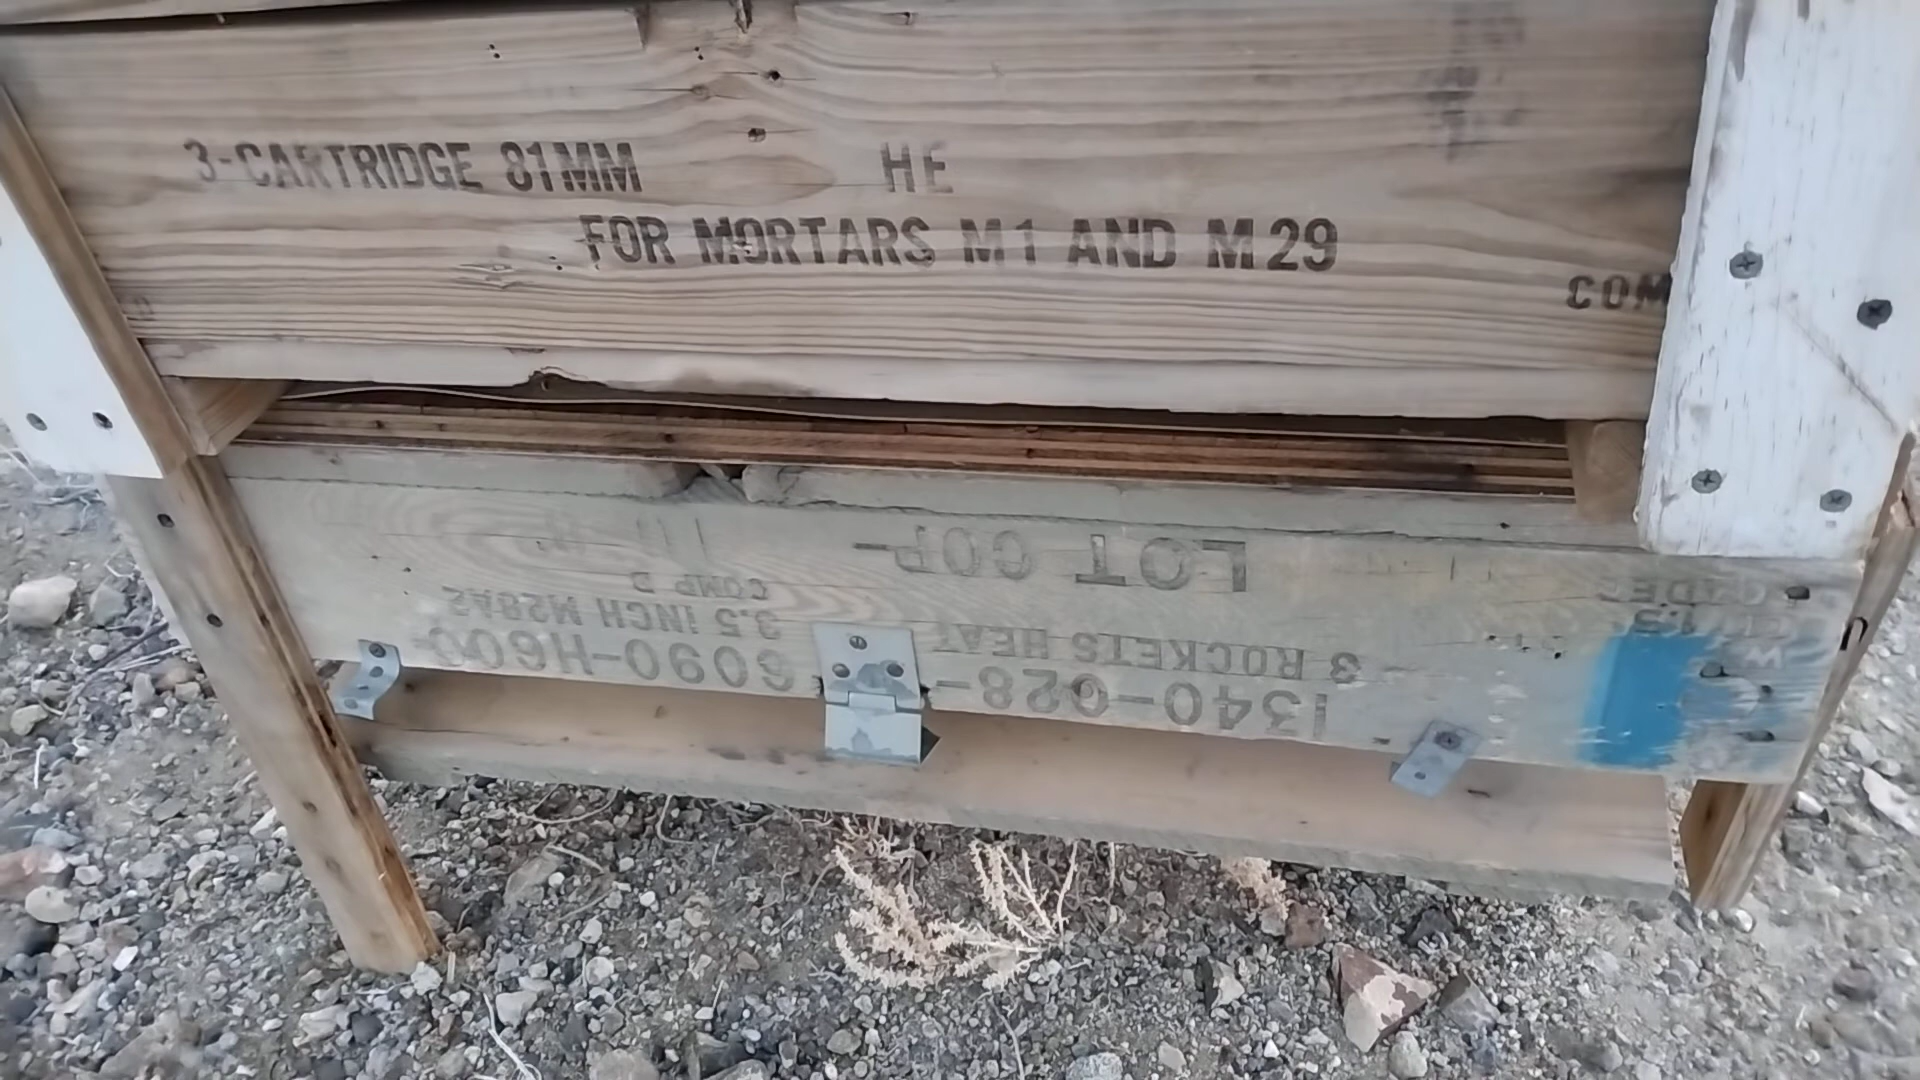 3-CARTRIDGE 81MM HE
FOR MORTARS M1 AND M29
COM
1340-028-6090-H600
3 ROCKETS HEAT 3.5 INCH M28A2
COMP B
LOT COP-